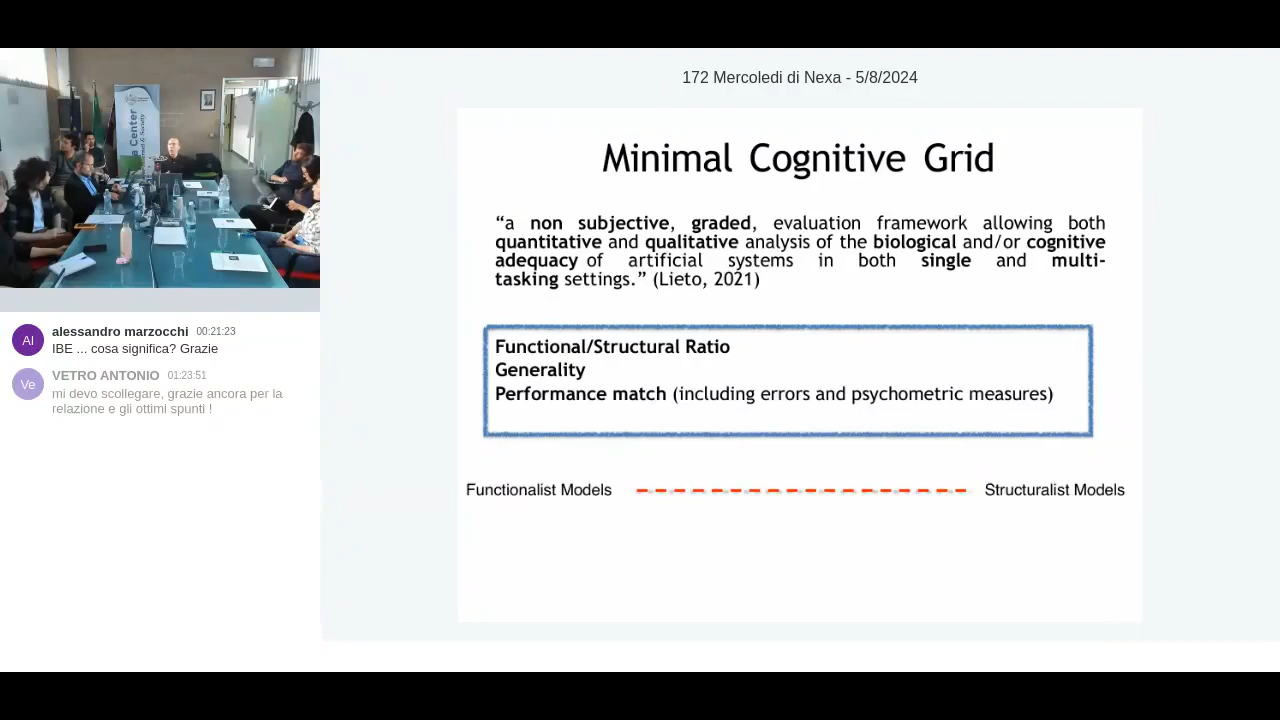 172 Mercoledi di Nexa - 5/8/2024
Minimal Cognitive Grid
“a non subjective, graded, evaluation framework allowing both
quantitative and qualitative analysis of the biological and/or cognitive
adequacy of artificial systems in both single and multi-
tasking settings.” (Lieto, 2021)
Functional/Structural Ratio
Generality
Performance match (including errors and psychometric measures)
Functionalist Models
Structuralist Models
a Center
Al
alessandro marzocchi 00:21:23
IBE ... cosa significa? Grazie
Ve
VETRO ANTONIO 01:23:51
mi devo scollegare, grazie ancora per la
relazione e gli ottimi spunti !